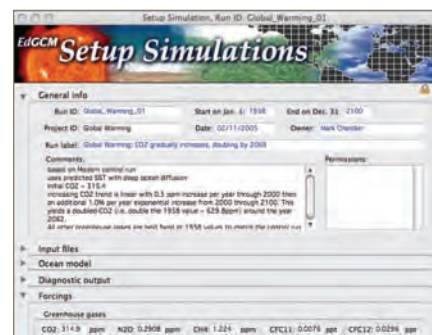 Setup Simulation, Run ID: Global_Warming_01
EdGCM Setup Simulations
General info
Run ID: Global_Warming_01 Start on Jan. 1: 1958 End on Dec. 31: 2100
Project ID: Global Warming Date: 02/11/2005 Owner: Mark Chandler
Run label: Global Warming: CO2 gradually increases, doubling by 2063
Comments: Permissions:
based on Modern control run
uses predicted SST with deep ocean diffusion
Initial CO2 = 315.4
Increasing CO2 trend is linear with 0.5 ppm increase per year through 2000 then
an additional 1.0% per year exponential increase from 2000 through 2100. This
yields a doubled CO2 (i.e. double the 1958 value - 629.8ppm) around the year
2062.
All other greenhouse gases are held fixed at 1958 values to match the control run
Input files
Ocean model
Diagnostic output
Forcings
Greenhouse gases
CO2: 314.9 ppm N2O: 0.2908 ppm CH4: 1.224 ppm CFC11: 0.0076 ppt CFC12: 0.0296 ppt